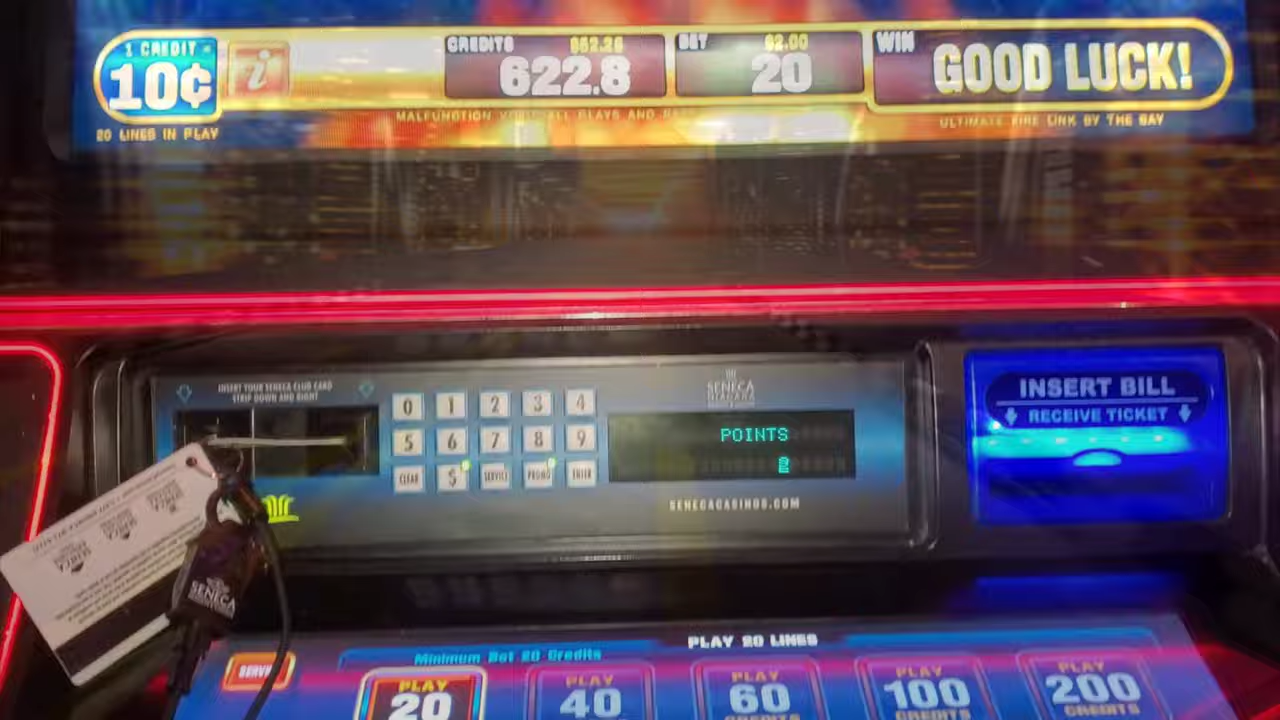 1 CREDIT =
10¢
20 LINES IN PLAY
i
CREDITS $62.28
622.8
BET $2.00
20
WIN
GOOD LUCK!
MALFUNCTION VOIDS ALL PLAYS AND
ULTIMATE FIRE LINK BY THE BAY
INSERT YOUR SENECA CLUB CARD
STRIP DOWN AND RIGHT
0 1 2 3 4
5 6 7 8 9
CLEAR $ SERVICE PROMO ENTER
SENECA
NIAGARA
POINTS
2
SENECACASINOS.COM
INSERT BILL
RECEIVE TICKET
SENECA
SENECA
SENECA
SENECA
PLAY 20 LINES
Minimum Bet 20 Credits
SERVICE
PLAY
20
PLAY
40
PLAY
60
CREDITS
PLAY
100
CREDITS
PLAY
200
CREDITS